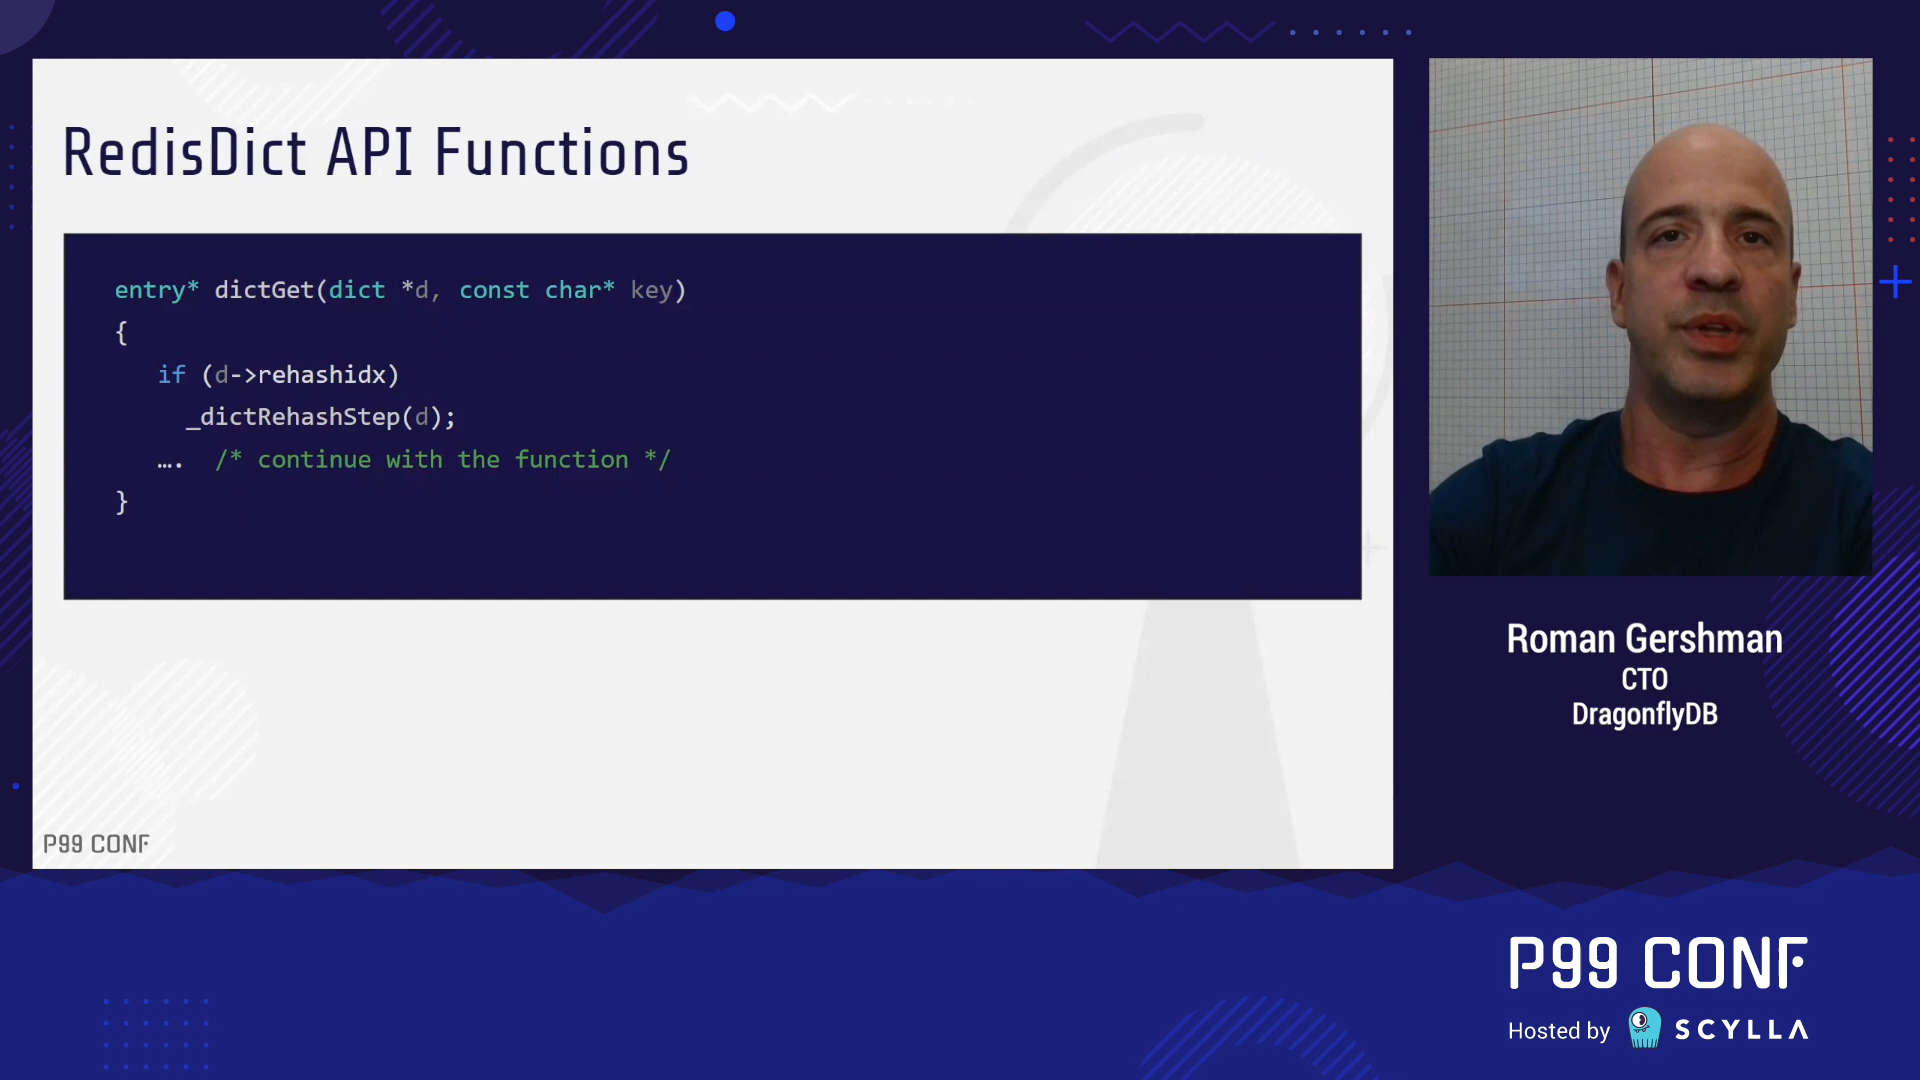 RedisDict API Functions
entry* dictGet(dict *d, const char* key)
{
if (d->rehashidx)
_dictRehashStep(d);
…. /* continue with the function */
}
P99 CONF
Roman Gershman
CTO
DragonflyDB
P99 CONF
Hosted by SCYLLA